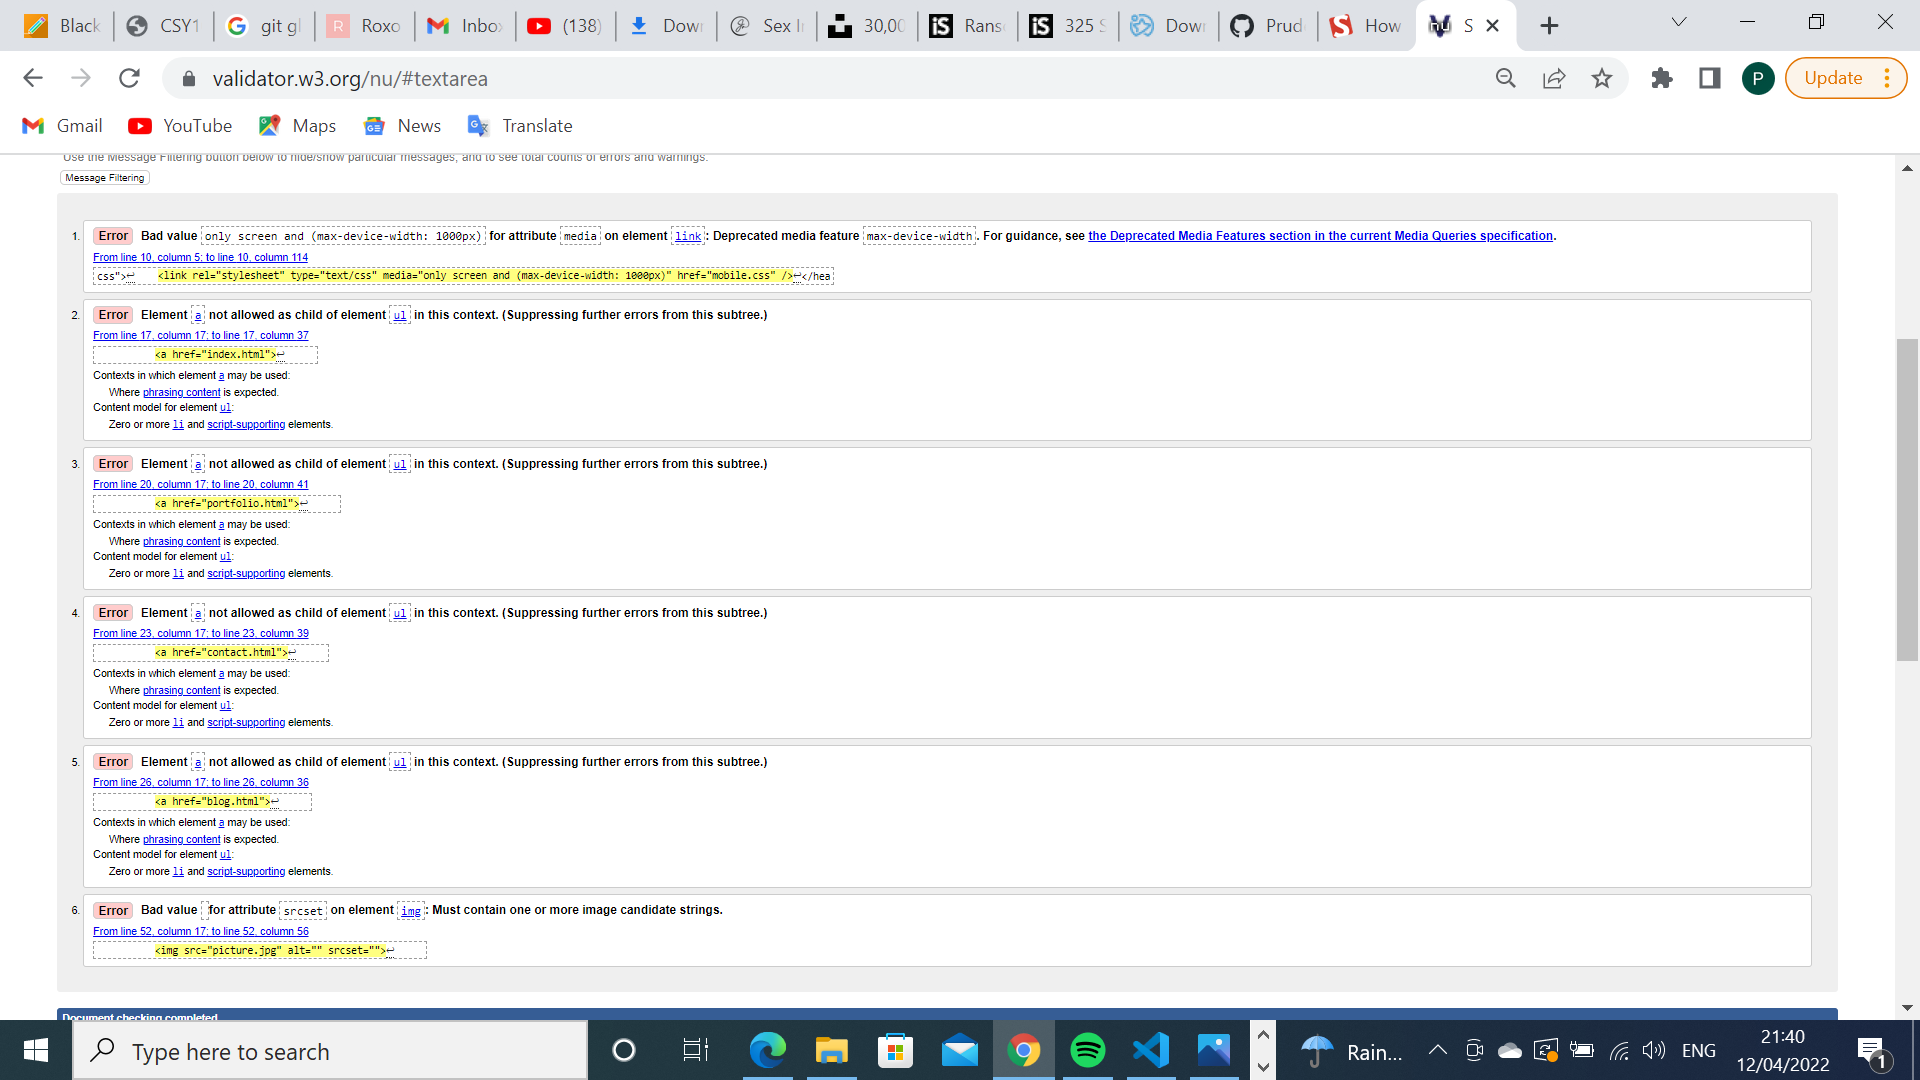 Black
CSY1
git gl
Roxo
Inbo
(138)
Dow
Sex I
30,00
iS
Rans
iS
325 S
Dow
Prud
How
S
validator.w3.org/nu/#textarea
P
Update
Gmail
YouTube
Maps
News
Translate
Use the Message Filtering button below to hide/show particular messages, and to see total counts of errors and warnings.
Message Filtering
1. Error Bad value only screen and (max-device-width: 1000px) for attribute media on element link: Deprecated media feature max-device-width. For guidance, see the Deprecated Media Features section in the current Media Queries specification.
From line 10, column 5; to line 10, column 114
css">↩ <link rel="stylesheet" type="text/css" media="only screen and (max-device-width: 1000px)" href="mobile.css" />↩</hea
2. Error Element a not allowed as child of element ul in this context. (Suppressing further errors from this subtree.)
From line 17, column 17; to line 17, column 37
<a href="index.html">↩
Contexts in which element a may be used:
Where phrasing content is expected.
Content model for element ul:
Zero or more li and script-supporting elements.
3. Error Element a not allowed as child of element ul in this context. (Suppressing further errors from this subtree.)
From line 20, column 17; to line 20, column 41
<a href="portfolio.html">↩
Contexts in which element a may be used:
Where phrasing content is expected.
Content model for element ul:
Zero or more li and script-supporting elements.
4. Error Element a not allowed as child of element ul in this context. (Suppressing further errors from this subtree.)
From line 23, column 17; to line 23, column 39
<a href="contact.html">↩
Contexts in which element a may be used:
Where phrasing content is expected.
Content model for element ul:
Zero or more li and script-supporting elements.
5. Error Element a not allowed as child of element ul in this context. (Suppressing further errors from this subtree.)
From line 26, column 17; to line 26, column 36
<a href="blog.html">↩
Contexts in which element a may be used:
Where phrasing content is expected.
Content model for element ul:
Zero or more li and script-supporting elements.
6. Error Bad value for attribute srcset on element img: Must contain one or more image candidate strings.
From line 52, column 17; to line 52, column 56
<img src="picture.jpg" alt="" srcset="">↩
Document checking completed
Type here to search
Rain...
ENG
21:40
12/04/2022
1